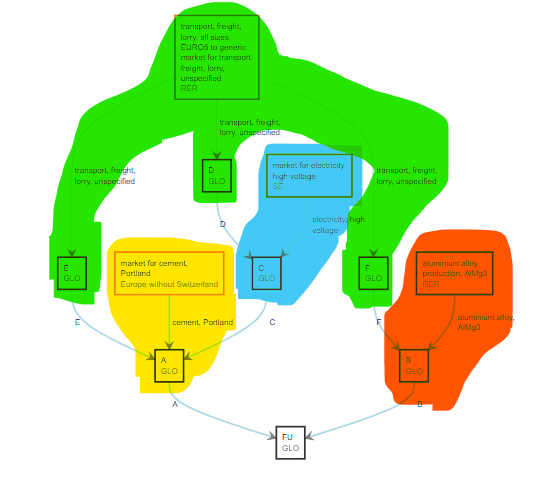 transport, freight,
lorry, all sizes,
EURO5 to generic
market for transport,
freight, lorry,
unspecified
RER
transport, freight,
lorry, unspecified
D
GLO
market for electricity,
high voltage
SE
transport, freight,
lorry, unspecified
transport, freight,
lorry, unspecified
D
electricity, high
voltage
E
GLO
market for cement,
Portland
Europe without Switzerland
C
GLO
F
GLO
aluminium alloy
production, AlMg3
RER
E
cement, Portland
C
F
aluminium alloy,
AlMg3
A
GLO
B
GLO
A
B
FU
GLO